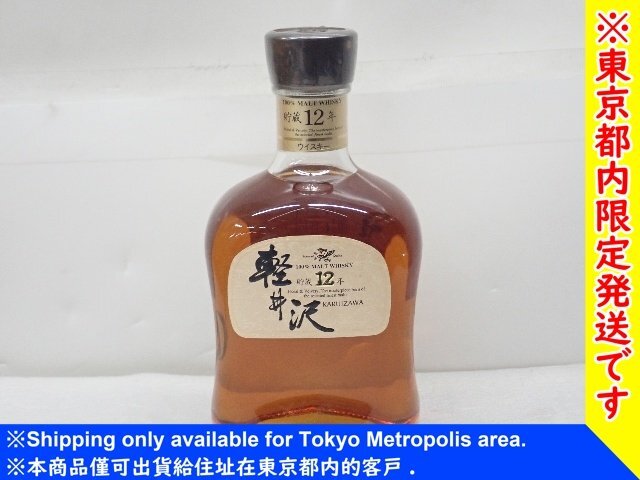 100% MALT WHISKY
貯蔵12年
ウイスキー
100% MALT WHISKY
貯蔵12年
軽井沢
KARUIZAWA
※東京都内限定発送です
※Shipping only available for Tokyo Metropolis area.
※本商品僅可出貨給住址在東京都内的客戸．